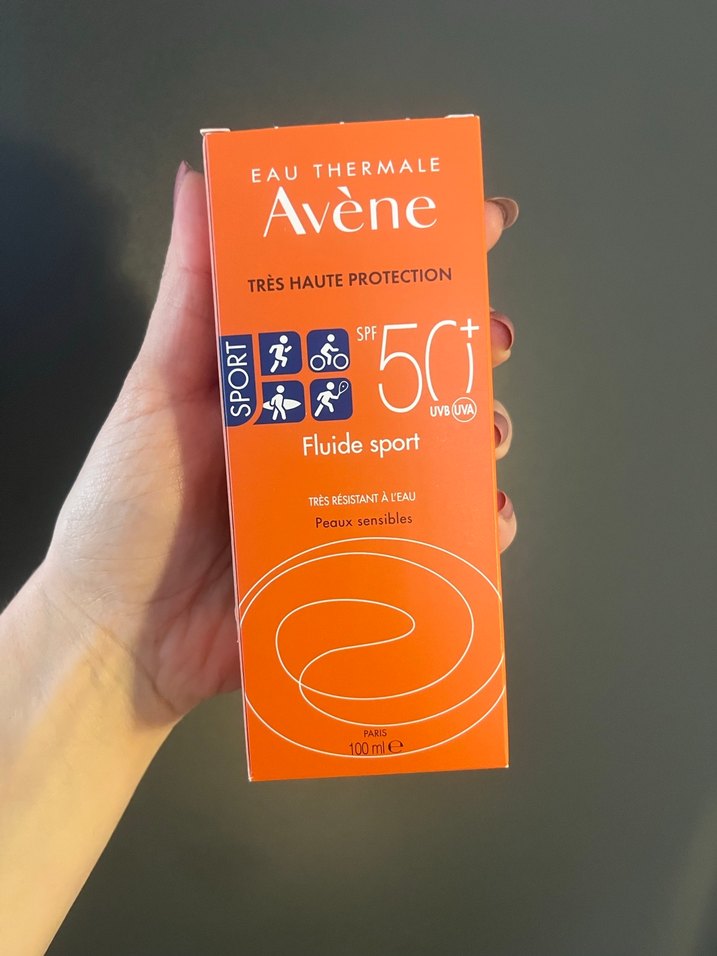 EAU THERMALE
Avène
TRÈS HAUTE PROTECTION
SPORT
SPF 50+
UVB UVA
Fluide sport
TRÈS RÉSISTANT À L'EAU
Peaux sensibles
PARIS
100 ml ℮